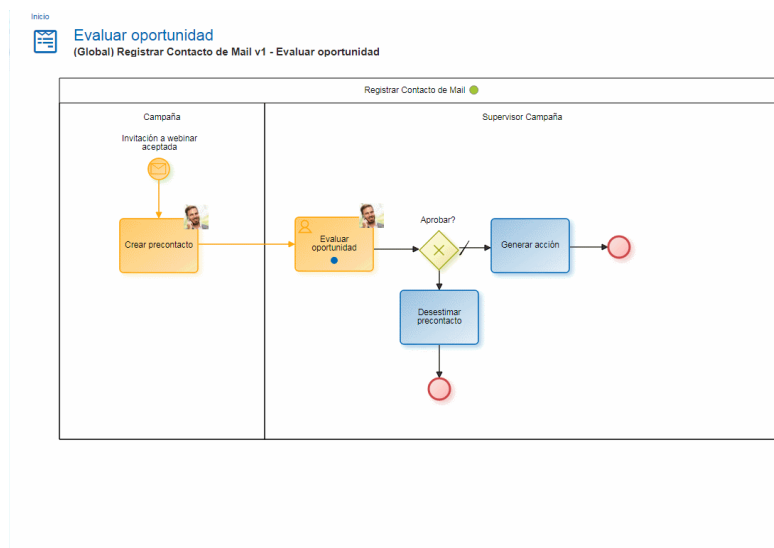 Inicio
Evaluar oportunidad
(Global) Registrar Contacto de Mail v1 - Evaluar oportunidad
Registrar Contacto de Mail
Campaña
Supervisor Campaña
Invitación a webinar
aceptada
Crear precontacto
Evaluar
oportunidad
Aprobar?
Generar acción
Desestimar
precontacto